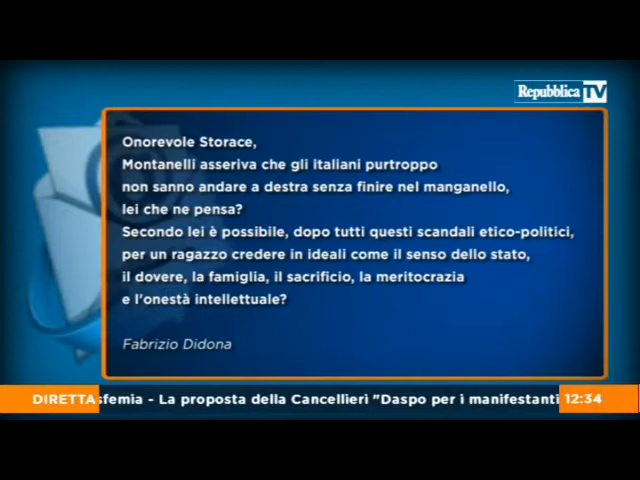 Repubblica TV
Onorevole Storace,
Montanelli asseriva che gli italiani purtroppo
non sanno andare a destra senza finire nel manganello,
lei che ne pensa?
Secondo lei è possibile, dopo tutti questi scandali etico-politici,
per un ragazzo credere in ideali come il senso dello stato,
il dovere, la famiglia, il sacrificio, la meritocrazia
e l'onestà intellettuale?
Fabrizio Didona
DIRETTA sfemia - La proposta della Cancellieri "Daspo per i manifestanti 12:34